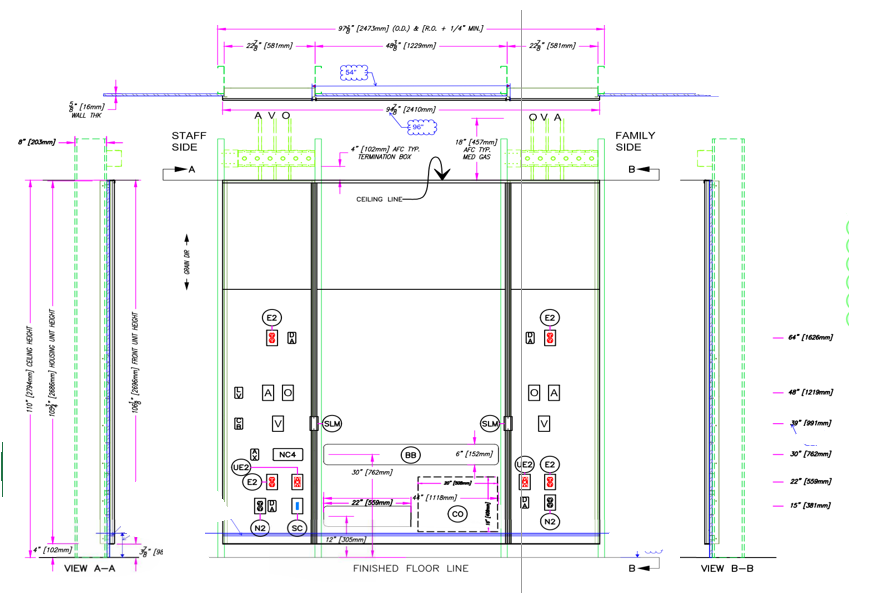 97⅞" [2473mm] (O.D.) & [R.O. + 1/4" MIN.]
22⅞" [581mm]
48⅜" [1229mm]
22⅞" [581mm]
54"
⅝" [16mm]
WALL THK
94⅞" [2410mm]
96"
A V O
O V A
8" [203mm]
STAFF
SIDE
FAMILY
SIDE
4" [102mm] AFC TYP.
TERMINATION BOX
18" [457mm]
AFC TYP.
MED GAS
A
B
CEILING LINE
GRAIN DIR
110" [2794mm] CEILING HEIGHT
HOUSING UNIT HEIGHT
FRONT UNIT HEIGHT
E2
E2
64" [1626mm]
A O
O A
48" [1219mm]
V
SLM
SLM
V
39" [991mm]
NC4
BB
6" [152mm]
30" [762mm]
UE2
30" [762mm]
UE2
E2
E2
22" [559mm]
22" [559mm]
[1118mm]
CO
15" [381mm]
N2
SC
N2
12" [305mm]
4" [102mm]
VIEW A-A
FINISHED FLOOR LINE
B
VIEW B-B